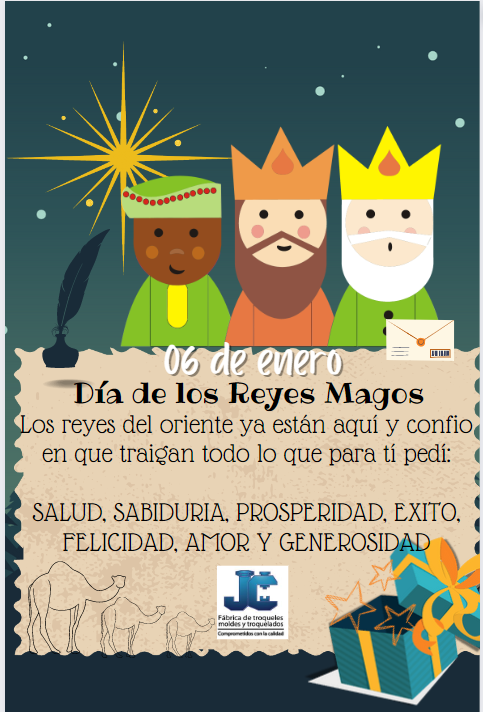 06 de enero
Día de los Reyes Magos
Los reyes del oriente ya están aquí y confio
en que traigan todo lo que para tí pedí:
SALUD, SABIDURIA, PROSPERIDAD, EXITO,
FELICIDAD, AMOR Y GENEROSIDAD
Fábrica de troqueles
moldes y troquelados
Comprometidos con la calidad